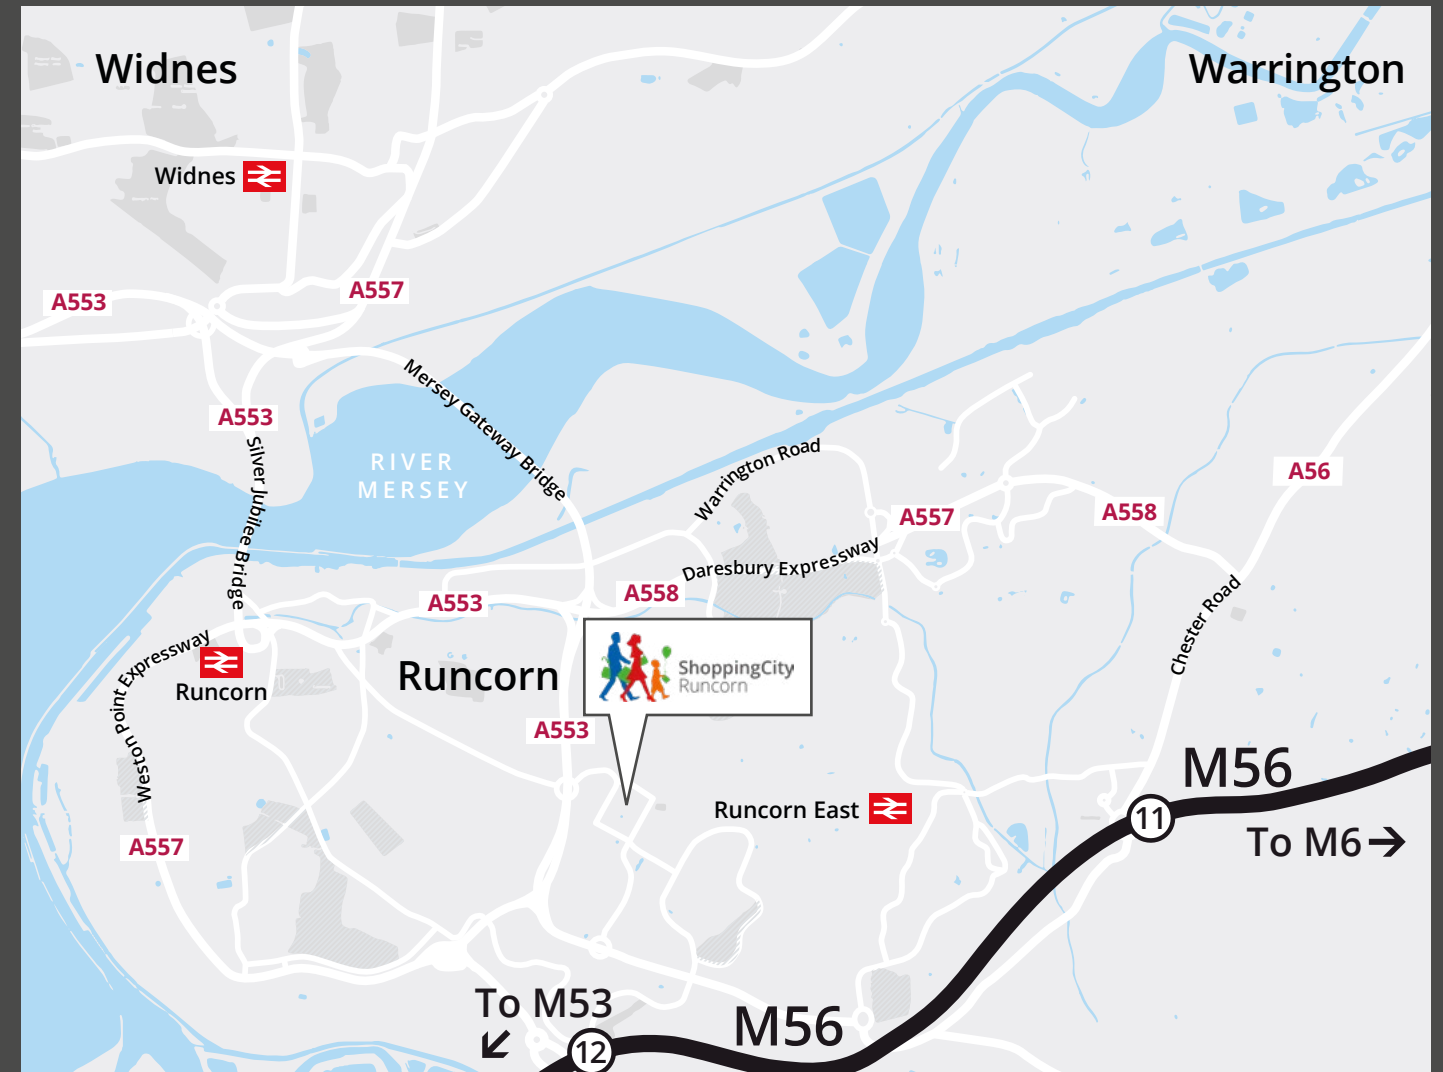 Widnes
Warrington
Widnes
A553
A557
Mersey Gateway Bridge
A553
Silver Jubilee Bridge
RIVER
MERSEY
Warrington Road
A56
A557
A558
Daresbury Expressway
A553
A558
Chester Road
Weston Point Expressway
Runcorn
Runcorn
ShoppingCity
Runcorn
A553
M56
11
To M6
Runcorn East
A557
To M53
M56
12